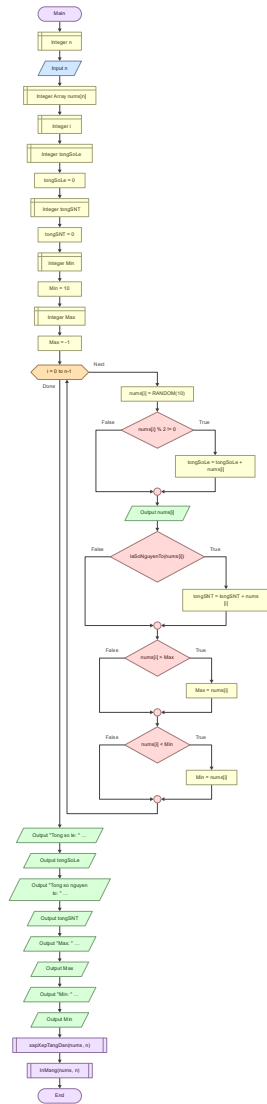 Main
Integer n
Input n
Integer Array nums[n]
Integer i
Integer tongSoLe
tongSoLe = 0
Integer tongSNT
tongSNT = 0
Integer Min
Min = 10
Integer Max
Max = -1
i = 0 to n-1
Next
Done
nums[i] = RANDOM(10)
nums[i] % 2 != 0
False
True
tongSoLe = tongSoLe +
nums[i]
Output nums[i]
laSoNguyenTo(nums[i])
False
True
tongSNT = tongSNT + nums
[i]
nums[i] > Max
False
True
Max = nums[i]
nums[i] < Min
False
True
Min = nums[i]
Output "Tong so le: " ...
Output tongSoLe
Output "Tong so nguyen
to: " ...
Output tongSNT
Output "Max: " ...
Output Max
Output "Min: " ...
Output Min
sapXepTangDan(nums, n)
InMang(nums, n)
End